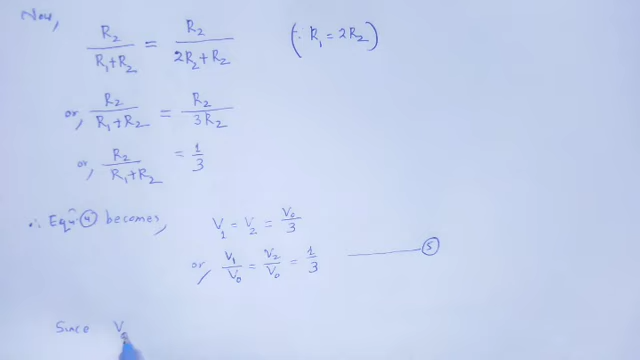 Now,
R₂/(R₁+R₂) = R₂/(2R₂+R₂) (∵ R₁ = 2R₂)
or, R₂/(R₁+R₂) = R₂/(3R₂)
or, R₂/(R₁+R₂) = 1/3
∴ Eqⁿ ④ becomes,
V₁ = V₂ = V₀/3
or, V₁/V₀ = V₂/V₀ = 1/3 ——— ⑤
Since V